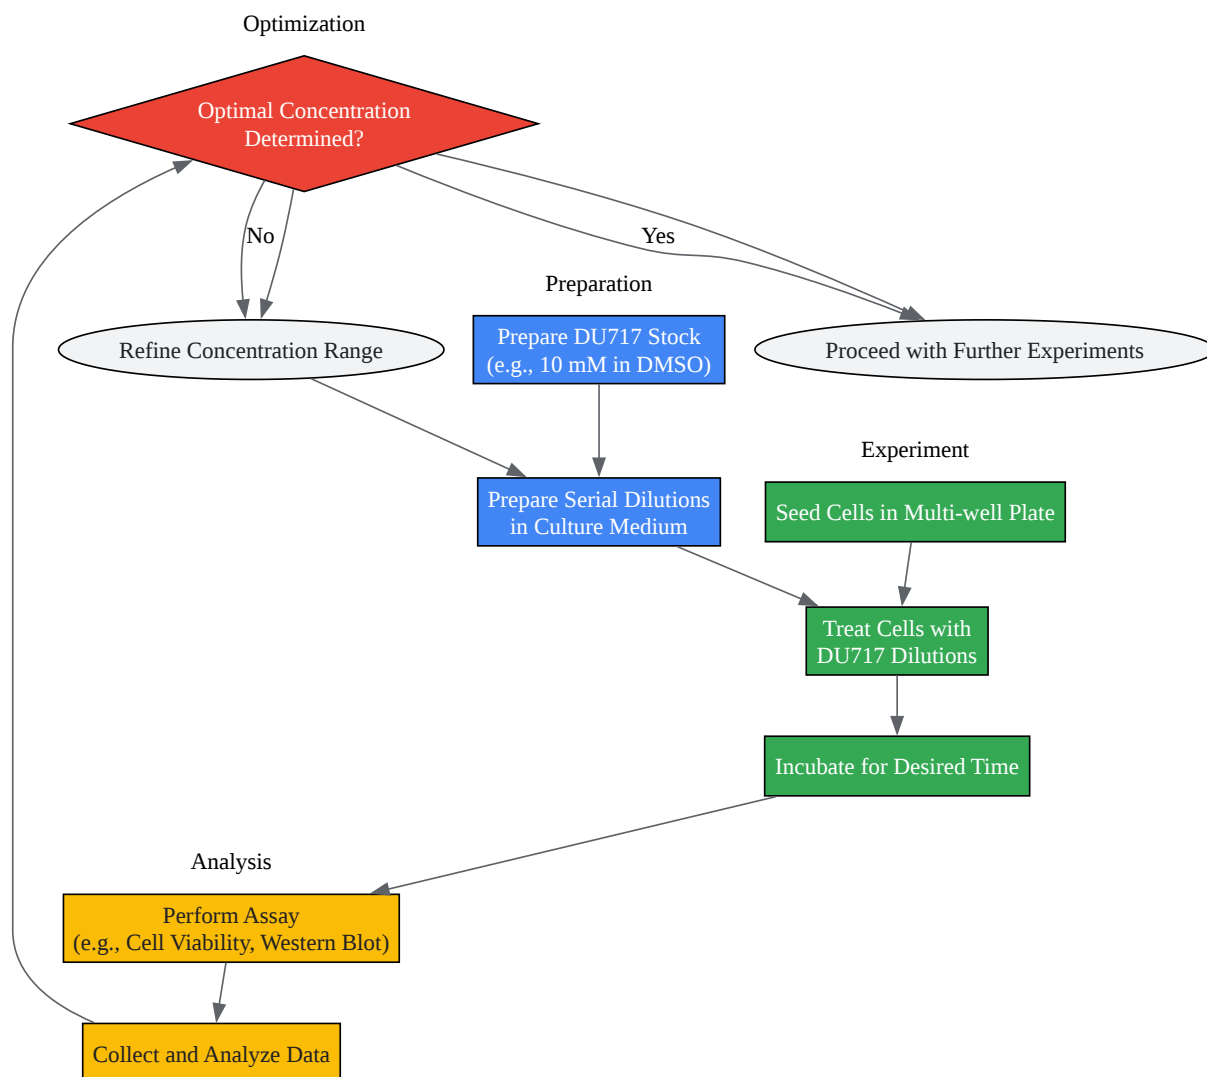 Optimization
Optimal Concentration
Determined?
No
Yes
Preparation
Prepare DU717 Stock
(e.g., 10 mM in DMSO)
Refine Concentration Range
Proceed with Further Experiments
Experiment
Prepare Serial Dilutions
in Culture Medium
Seed Cells in Multi-well Plate
Treat Cells with
DU717 Dilutions
Incubate for Desired Time
Analysis
Perform Assay
(e.g., Cell Viability, Western Blot)
Collect and Analyze Data